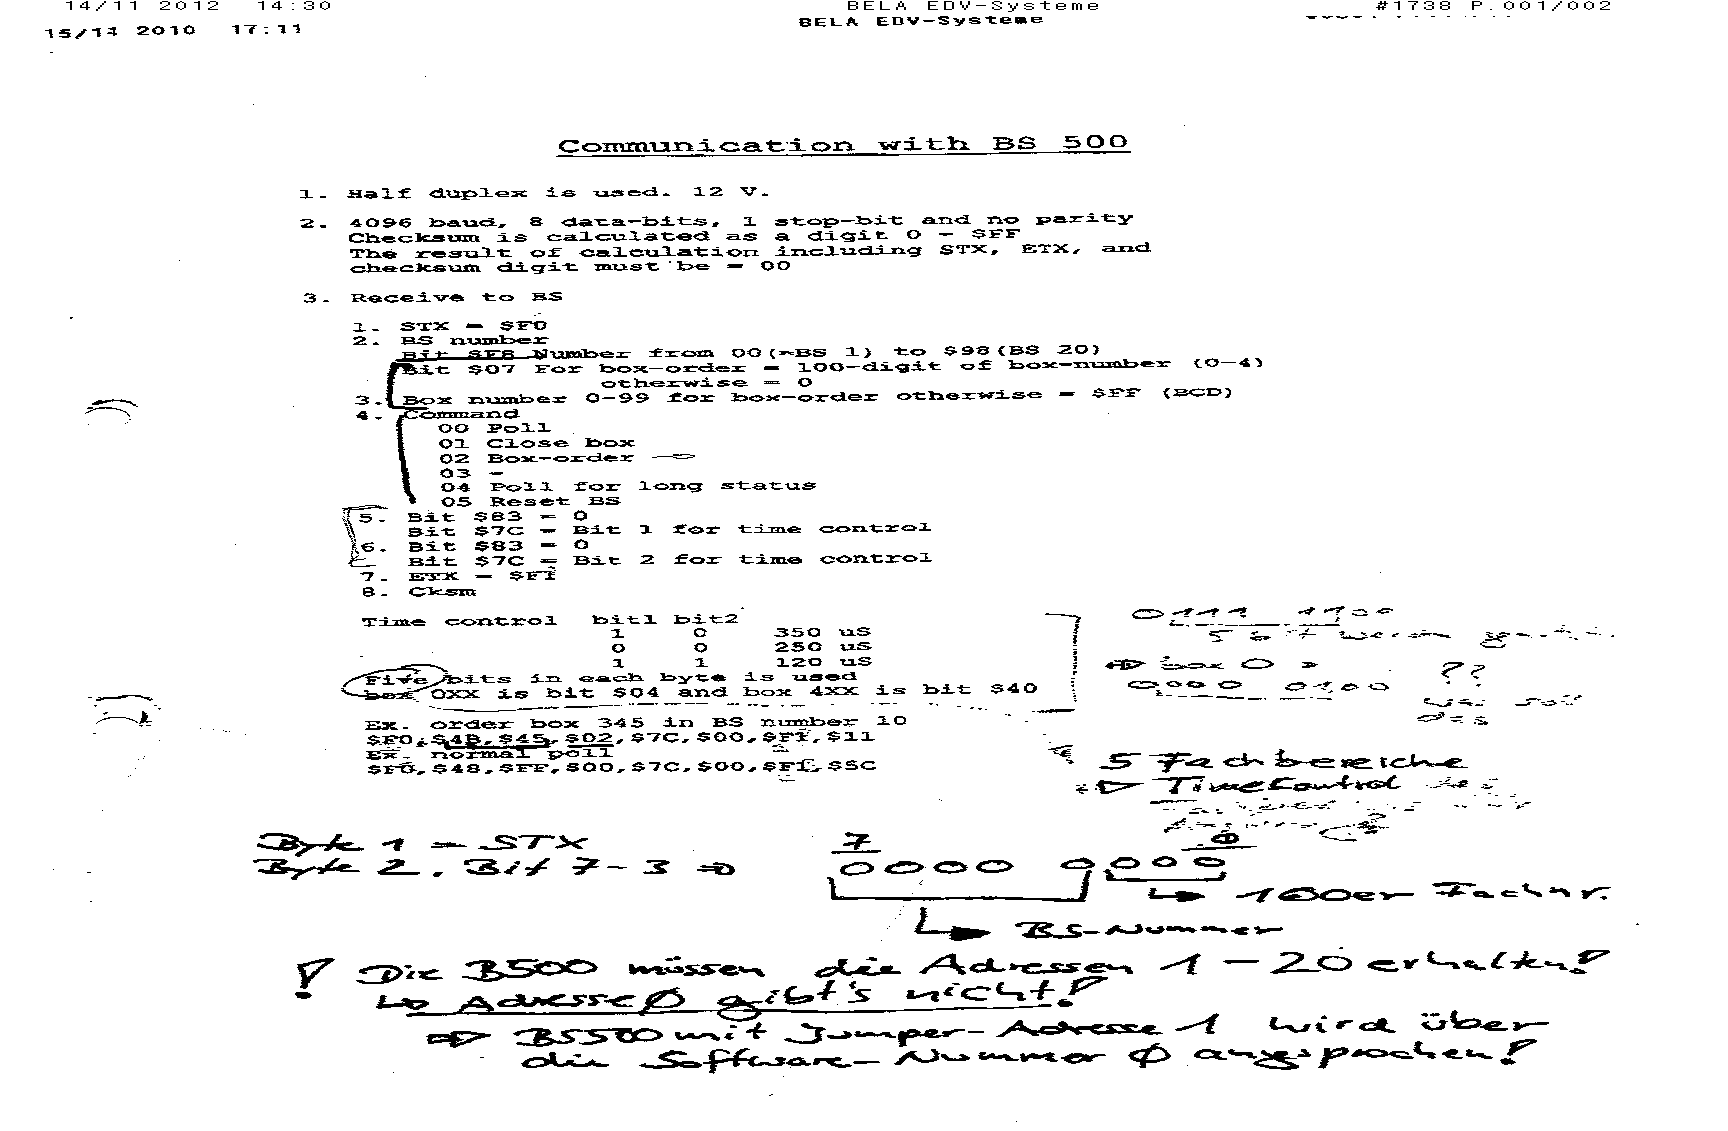 14/11 2012 14:30 BELA EDV-Systeme #1738 P.001/002
15/14 2010 17:11 BELA EDV-Systeme
Communication with BS 500
1. Half duplex is used. 12 V.
2. 4096 baud, 8 data-bits, 1 stop-bit and no parity
Checksum is calculated as a digit 0 - $FF
The result of calculation including STX, ETX, and
checksum digit must be = 00
3. Receive to BS
1. STX = $F0
2. BS number
Bit $F8 Number from 00(=BS 1) to $98(BS 20)
Bit $07 For box-order = 100-digit of box-number (0-4)
otherwise = 0
3. Box number 0-99 for box-order otherwise = $FF (BCD)
4. Command
00 Poll
01 Close box
02 Box-order
03 -
04 Poll for long status
05 Reset BS
5. Bit $83 = 0
Bit $7C = Bit 1 for time control
6. Bit $83 = 0
Bit $7C = Bit 2 for time control
7. ETX = $F1
8. Cksm
Time control bit1 bit2
1 0 350 uS
0 0 250 uS
1 1 120 uS
Five bits in each byte is used
box 0XX is bit $04 and box 4XX is bit $40
0111 1100
5 bit
⇒ box 0
0000 0100 ??
Ex. order box 345 in BS number 10
$F0,$4B,$45,$02,$7C,$00,$F1,$11
Ex. normal poll
$F0,$48,$FF,$00,$7C,$00,$F1,$5C
5 Fachbereiche
⇒ TimeControl
Byte 1 = STX
Byte 2. Bit 7-3 ⇒ 0000 0000
7 0
↳ 100er Fachnr.
↳ BS-Nummer
! Die B500 müssen die Adressen 1 - 20 erhalten!
↳ Adresse Ø gibt's nicht!
⇒ BS500 mit Jumper-Adresse 1 wird über
die Software-Nummer Ø angesprochen!